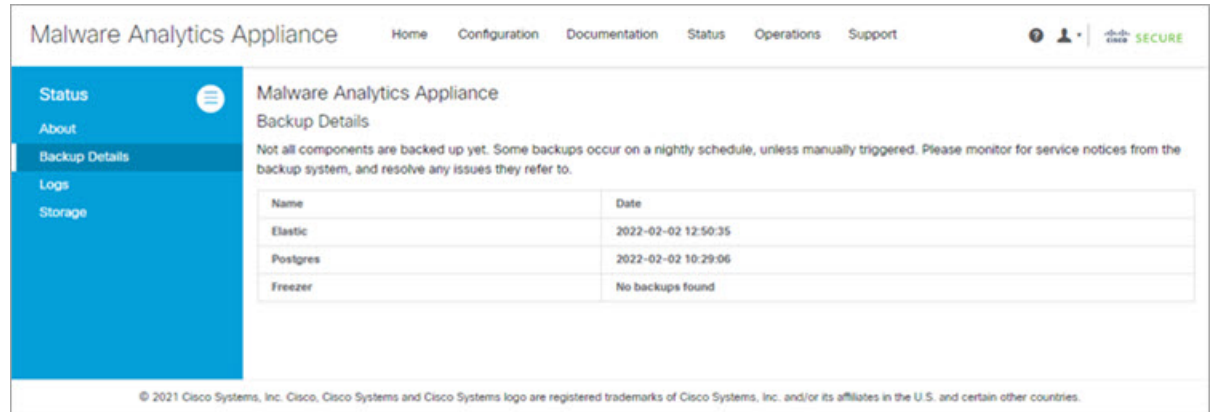 Malware Analytics Appliance Home Configuration Documentation Status Operations Support cisco SECURE
Status
About
Backup Details
Logs
Storage
Malware Analytics Appliance
Backup Details
Not all components are backed up yet. Some backups occur on a nightly schedule, unless manually triggered. Please monitor for service notices from the
backup system, and resolve any issues they refer to.
Name Date
Elastic 2022-02-02 12:50:35
Postgres 2022-02-02 10:29:06
Freezer No backups found
© 2021 Cisco Systems, Inc. Cisco, Cisco Systems and Cisco Systems logo are registered trademarks of Cisco Systems, Inc. and/or its affiliates in the U.S. and certain other countries.